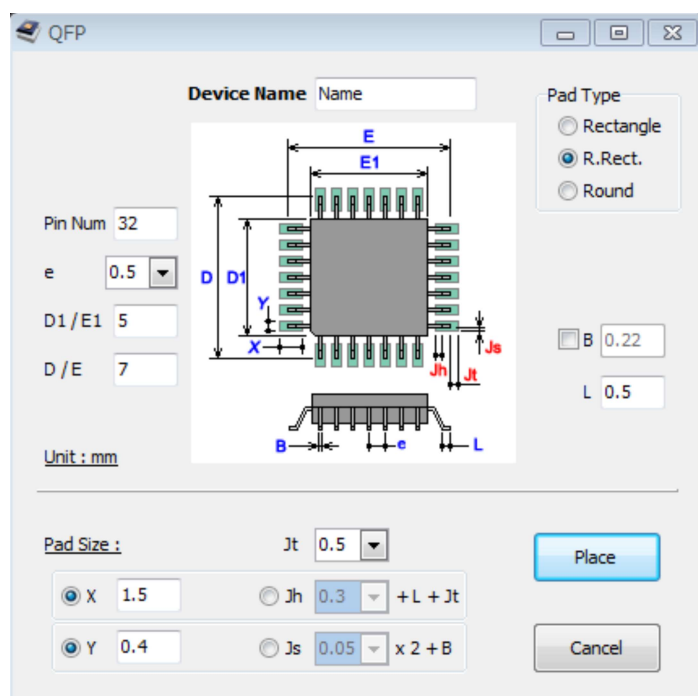 QFP
Device Name Name
Pad Type
Rectangle
R.Rect.
Round
Pin Num 32
e 0.5
D1/E1 5
D/E 7
Unit : mm
E
E1
D D1
Y
X
Js
Jh Jt
B e L
B 0.22
L 0.5
Pad Size :
Jt 0.5
X 1.5 Jh 0.3 +L+Jt
Y 0.4 Js 0.05 x 2+B
Place
Cancel